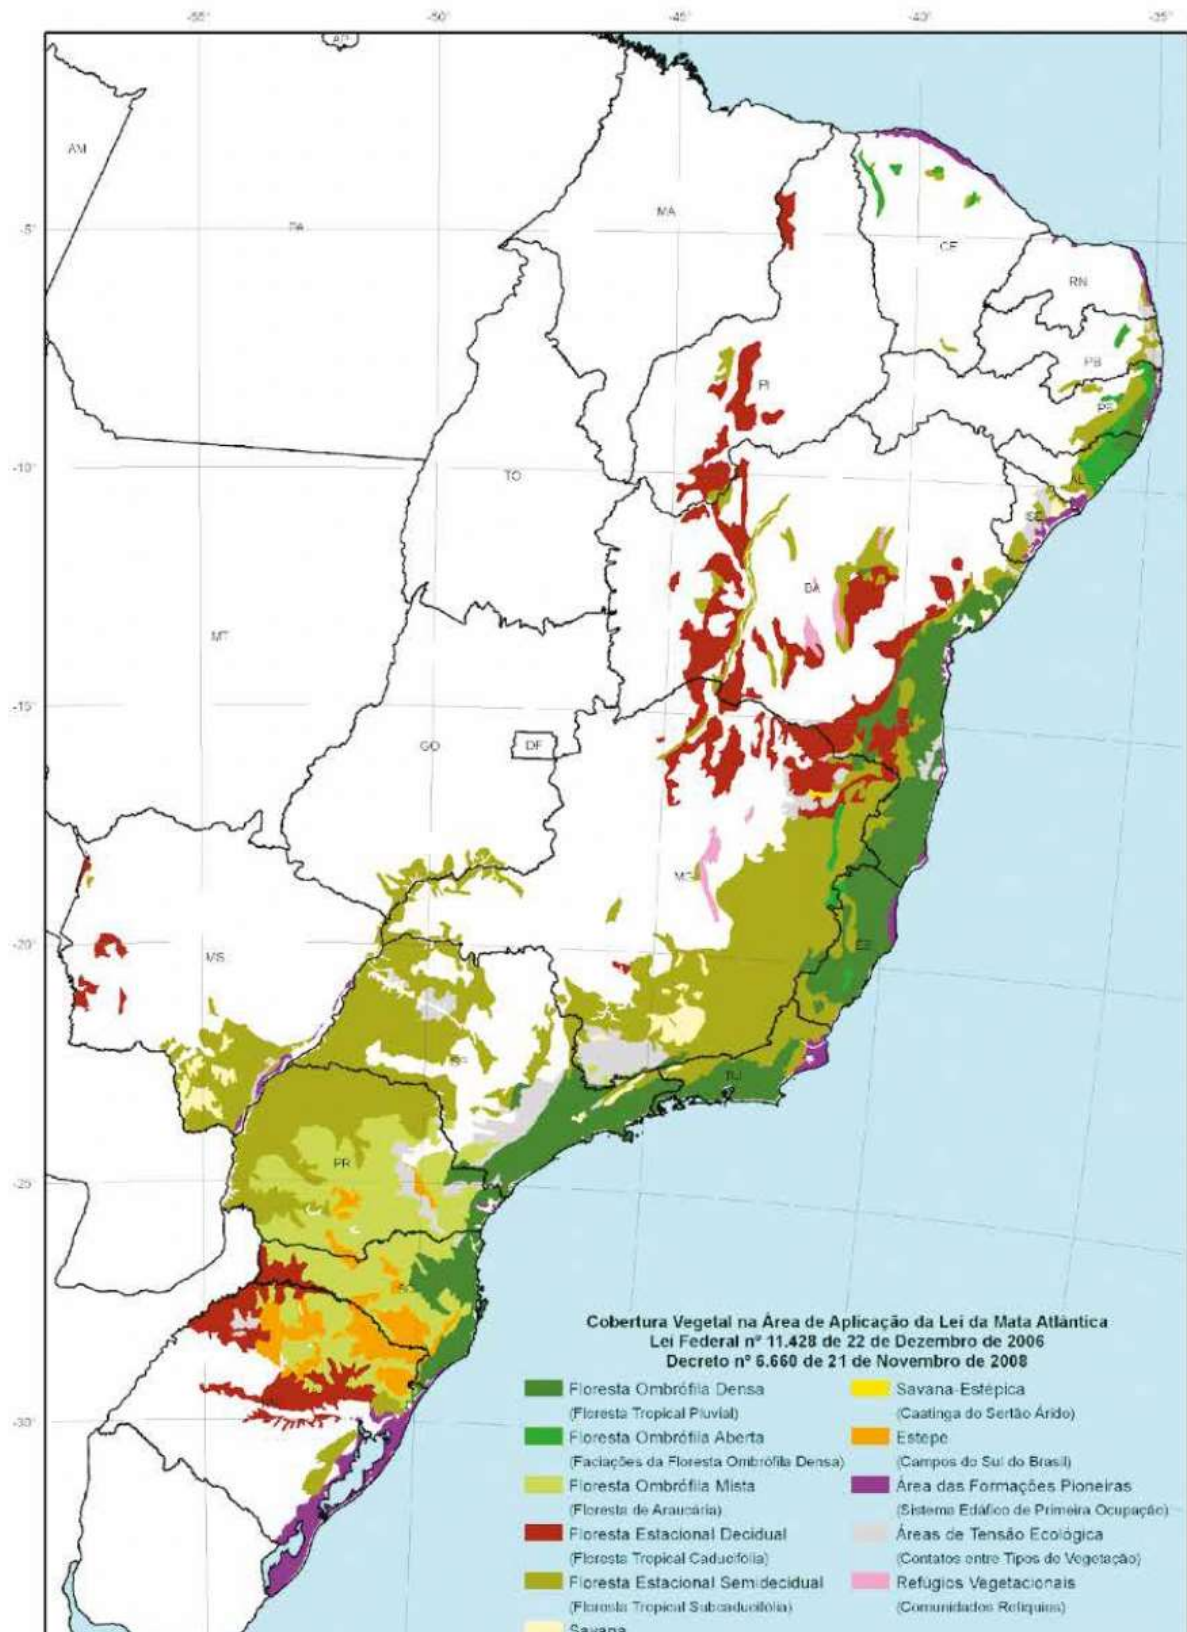 -55°
-50°
-45°
-40°
-35°
AP
AM
MA
-5°
PA
CE
RN
PB
PI
PE
-10°
TO
AL
SE
BA
MT
-15°
GO
DF
MG
ES
-20°
MS
SP
RJ
PR
-25°
SC
RS
-30°
Cobertura Vegetal na Área de Aplicação da Lei da Mata Atlântica
Lei Federal nº 11.428 de 22 de Dezembro de 2006
Decreto nº 6.660 de 21 de Novembro de 2008
Floresta Ombrófila Densa
(Floresta Tropical Pluvial)
Floresta Ombrófila Aberta
(Faciações da Floresta Ombrófila Densa)
Floresta Ombrófila Mista
(Floresta de Araucária)
Floresta Estacional Decidual
(Floresta Tropical Caducifólia)
Floresta Estacional Semidecidual
(Floresta Tropical Subcaducifólia)
Savana
Savana-Estépica
(Caatinga do Sertão Árido)
Estepe
(Campos do Sul do Brasil)
Área das Formações Pioneiras
(Sistema Edáfico de Primeira Ocupação)
Áreas de Tensão Ecológica
(Contatos entre Tipos de Vegetação)
Refúgios Vegetacionais
(Comunidades Relíquias)